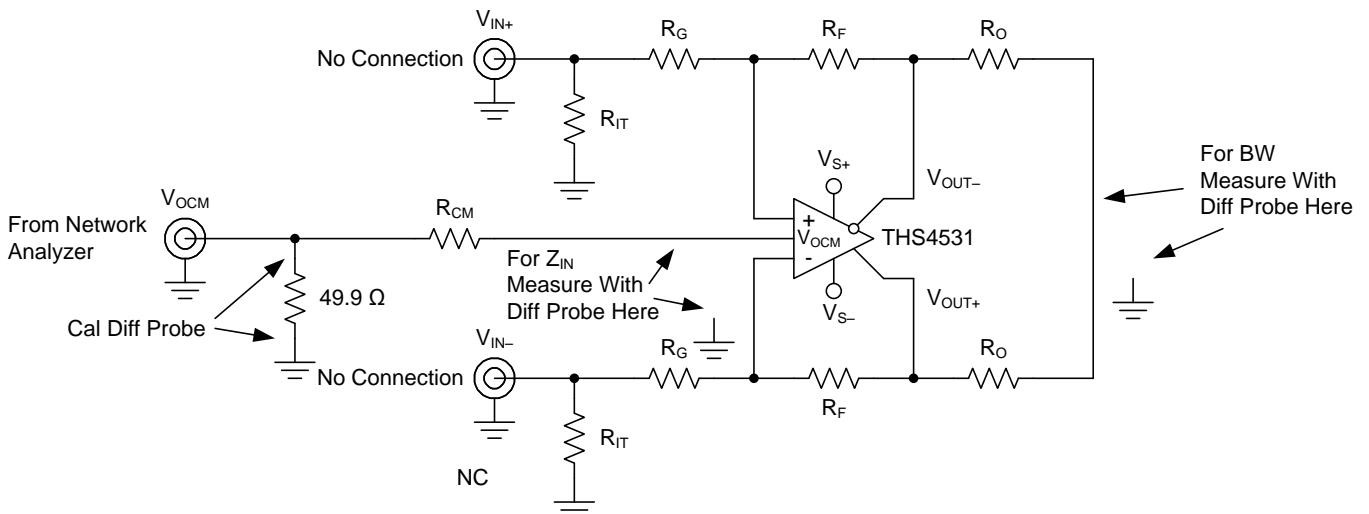 V_IN+
No Connection
R_G
R_F
R_O
R_IT
V_S+
V_OUT–
For BW
Measure With
Diff Probe Here
V_OCM
From Network
Analyzer
R_CM
+
V_OCM
-
THS4531
For Z_IN
Measure With
Diff Probe Here
49.9 Ω
Cal Diff Probe
V_S–
V_OUT+
V_IN–
No Connection
R_G
R_F
R_O
R_IT
NC